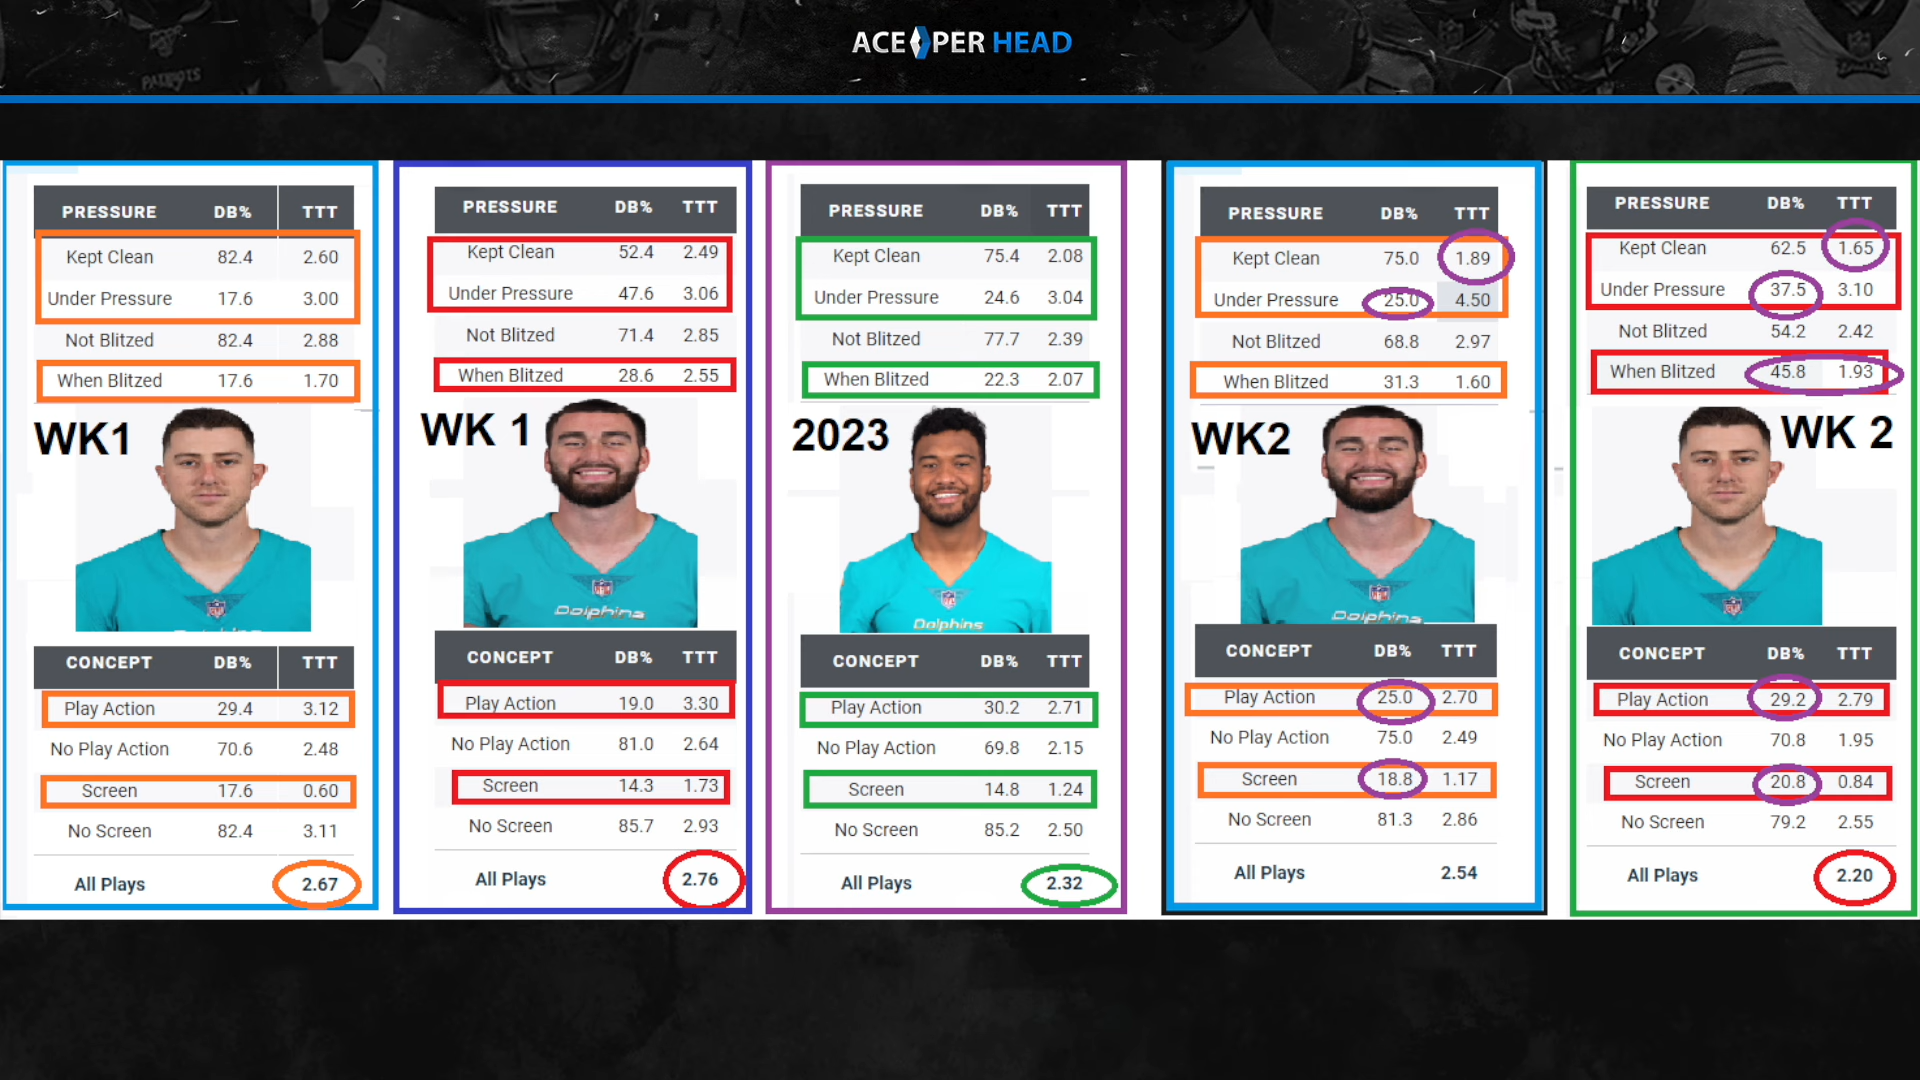 ACE PER HEAD
PATRIOTS
PRESSURE DB% TTT
Kept Clean 82.4 2.60
Under Pressure 17.6 3.00
Not Blitzed 82.4 2.88
When Blitzed 17.6 1.70
WK1
CONCEPT DB% TTT
Play Action 29.4 3.12
No Play Action 70.6 2.48
Screen 17.6 0.60
No Screen 82.4 3.11
All Plays 2.67
PRESSURE DB% TTT
Kept Clean 52.4 2.49
Under Pressure 47.6 3.06
Not Blitzed 71.4 2.85
When Blitzed 28.6 2.55
WK 1
NFL
Dolphins
CONCEPT DB% TTT
Play Action 19.0 3.30
No Play Action 81.0 2.64
Screen 14.3 1.73
No Screen 85.7 2.93
All Plays 2.76
PRESSURE DB% TTT
Kept Clean 75.4 2.08
Under Pressure 24.6 3.04
Not Blitzed 77.7 2.39
When Blitzed 22.3 2.07
2023
Dolphins
CONCEPT DB% TTT
Play Action 30.2 2.71
No Play Action 69.8 2.15
Screen 14.8 1.24
No Screen 85.2 2.50
All Plays 2.32
PRESSURE DB% TTT
Kept Clean 75.0 1.89
Under Pressure 25.0 4.50
Not Blitzed 68.8 2.97
When Blitzed 31.3 1.60
WK2
NFL
Dolphins
CONCEPT DB% TTT
Play Action 25.0 2.70
No Play Action 75.0 2.49
Screen 18.8 1.17
No Screen 81.3 2.86
All Plays 2.54
PRESSURE DB% TTT
Kept Clean 62.5 1.65
Under Pressure 37.5 3.10
Not Blitzed 54.2 2.42
When Blitzed 45.8 1.93
WK 2
NFL
CONCEPT DB% TTT
Play Action 29.2 2.79
No Play Action 70.8 1.95
Screen 20.8 0.84
No Screen 79.2 2.55
All Plays 2.20